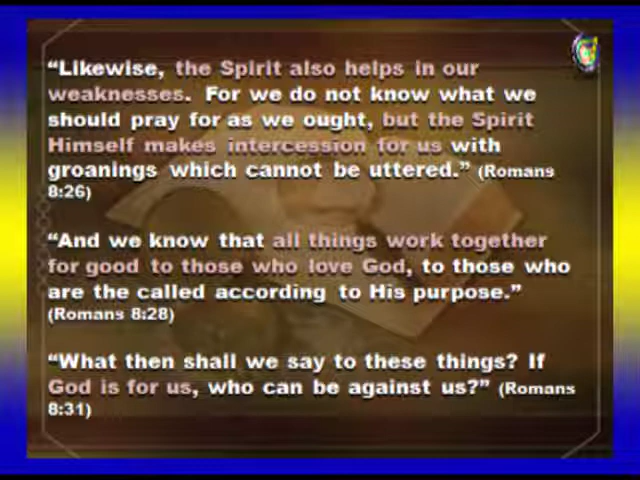 “Likewise, the Spirit also helps in our
weaknesses. For we do not know what we
should pray for as we ought, but the Spirit
Himself makes intercession for us with
groanings which cannot be uttered.” (Romans
8:26)
“And we know that all things work together
for good to those who love God, to those who
are the called according to His purpose.”
(Romans 8:28)
“What then shall we say to these things? If
God is for us, who can be against us?” (Romans
8:31)